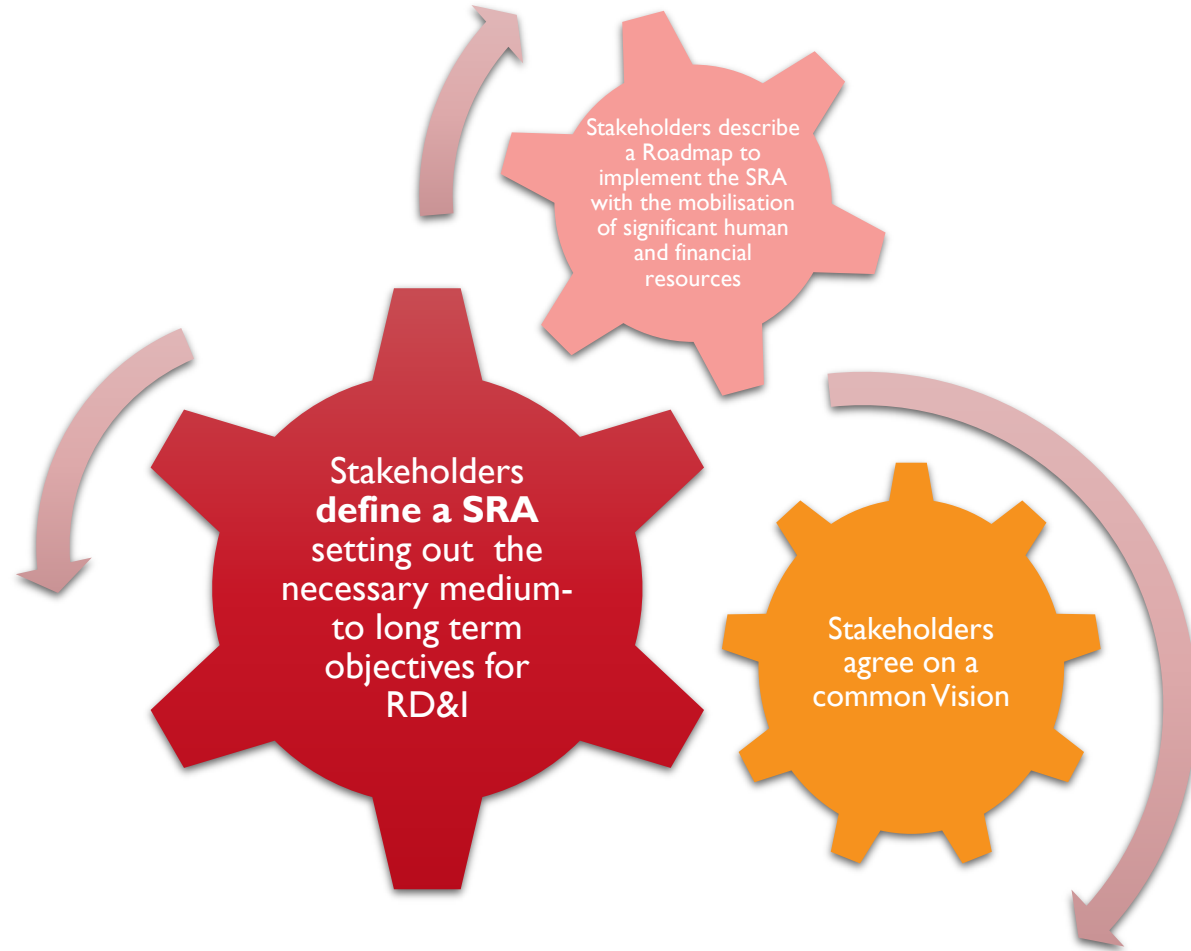 Stakeholders describe
a Roadmap to
implement the SRA
with the mobilisation
of significant human
and financial
resources
Stakeholders
define a SRA
setting out the
necessary medium-
to long term
objectives for
RD&I
Stakeholders
agree on a
common Vision